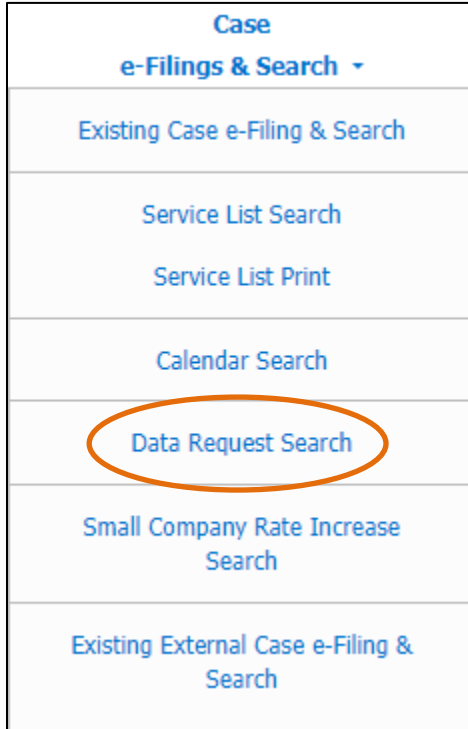 Case
e-Filings & Search
Existing Case e-Filing & Search
Service List Search
Service List Print
Calendar Search
Data Request Search
Small Company Rate Increase
Search
Existing External Case e-Filing &
Search